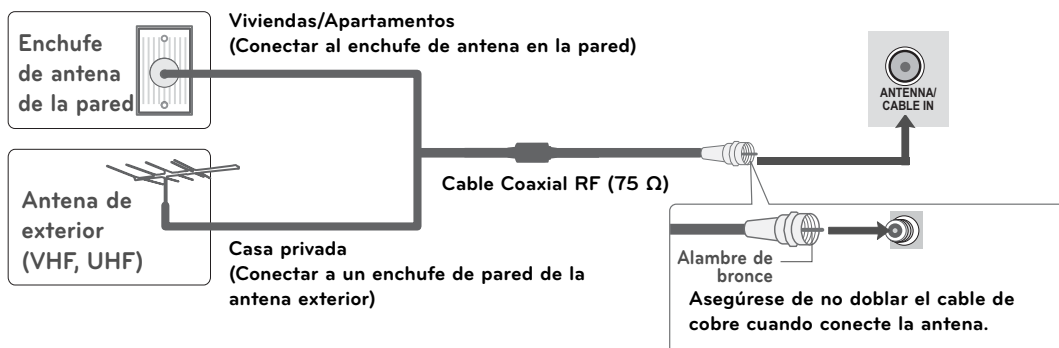 Enchufe
de antena
de la pared
Viviendas/Apartamentos
(Conectar al enchufe de antena en la pared)
ANTENNA/
CABLE IN
Cable Coaxial RF (75 Ω)
Antena de
exterior
(VHF, UHF)
Casa privada
(Conectar a un enchufe de pared de la
antena exterior)
Alambre de
bronce
Asegúrese de no doblar el cable de
cobre cuando conecte la antena.